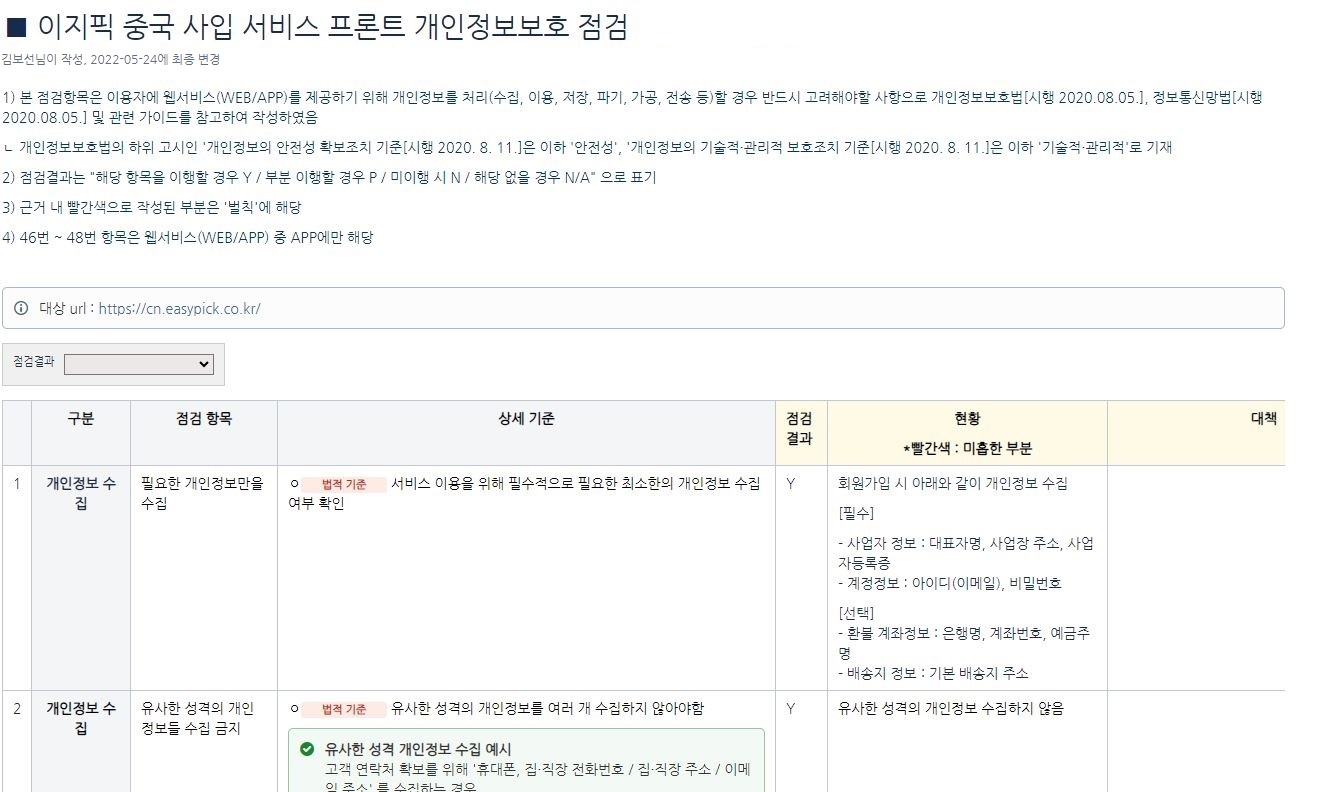 ■ 이지픽 중국 사입 서비스 프론트 개인정보보호 점검
김보선님이 작성, 2022-05-24에 최종 변경
1) 본 점검항목은 이용자에 웹서비스(WEB/APP)를 제공하기 위해 개인정보를 처리(수집, 이용, 저장, 파기, 가공, 전송 등)할 경우 반드시 고려해야할 사항으로 개인정보보호법[시행 2020.08.05.], 정보통신망법[시행
2020.08.05.] 및 관련 가이드를 참고하여 작성하였음
ㄴ 개인정보보호법의 하위 고시인 '개인정보의 안전성 확보조치 기준[시행 2020. 8. 11.]은 이하 '안전성', '개인정보의 기술적·관리적 보호조치 기준[시행 2020. 8. 11.]은 이하 '기술적·관리적'로 기재
2) 점검결과는 "해당 항목을 이행할 경우 Y / 부분 이행할 경우 P / 미이행 시 N / 해당 없을 경우 N/A" 으로 표기
3) 근거 내 빨간색으로 작성된 부분은 '벌칙'에 해당
4) 46번 ~ 48번 항목은 웹서비스(WEB/APP) 중 APP에만 해당
대상 url : https://cn.easypick.co.kr/
점검결과
구분
점검 항목
상세 기준
점검
결과
현황
*빨간색 : 미흡한 부분
대책
1
개인정보 수
집
필요한 개인정보만을
수집
ㅇ 법적 기준 서비스 이용을 위해 필수적으로 필요한 최소한의 개인정보 수집
여부 확인
Y
회원가입 시 아래와 같이 개인정보 수집
[필수]
- 사업자 정보 : 대표자명, 사업장 주소, 사업
자등록증
- 계정정보 : 아이디(이메일), 비밀번호
[선택]
- 환불 계좌정보 : 은행명, 계좌번호, 예금주
명
- 배송지 정보 : 기본 배송지 주소
2
개인정보 수
집
유사한 성격의 개인
정보들 수집 금지
ㅇ 법적 기준 유사한 성격의 개인정보를 여러 개 수집하지 않아야함
유사한 성격 개인정보 수집 예시
고객 연락처 확보를 위해 '휴대폰, 집·직장 전화번호 / 집·직장 주소 / 이메
일 주소' 를 수집하는 경우
Y
유사한 성격의 개인정보 수집하지 않음